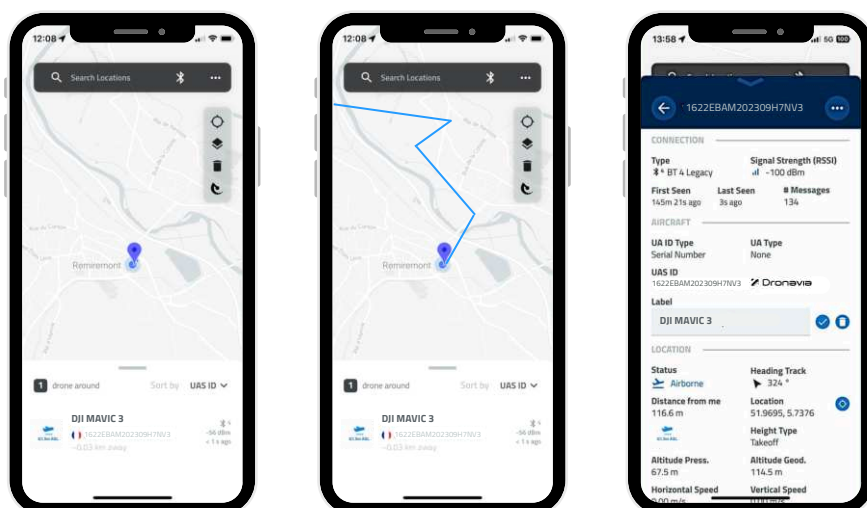 12:08
Search Locations
Remiremont
1 drone around
Sort by UAS ID
DJI MAVIC 3
1622EBAM202309H7NV3
~0.03 km away
-56 dBm
< 1 s ago
12:08
Search Locations
Remiremont
1 drone around
Sort by UAS ID
DJI MAVIC 3
1622EBAM202309H7NV3
~0.03 km away
-56 dBm
< 1 s ago
13:58
5G 100
1622EBAM202309H7NV3
CONNECTION
Type Signal Strength (RSSI)
BT 4 Legacy -100 dBm
First Seen Last Seen # Messages
145m 21s ago 3s ago 134
AIRCRAFT
UA ID Type UA Type
Serial Number None
UAS ID
1622EBAM202309H7NV3 Dronavia
Label
DJI MAVIC 3
LOCATION
Status Heading Track
Airborne 324 °
Distance from me Location
116.6 m 51.9695, 5.7376
Height Type
Takeoff
Altitude Press. Altitude Geod.
67.5 m 114.5 m
Horizontal Speed Vertical Speed